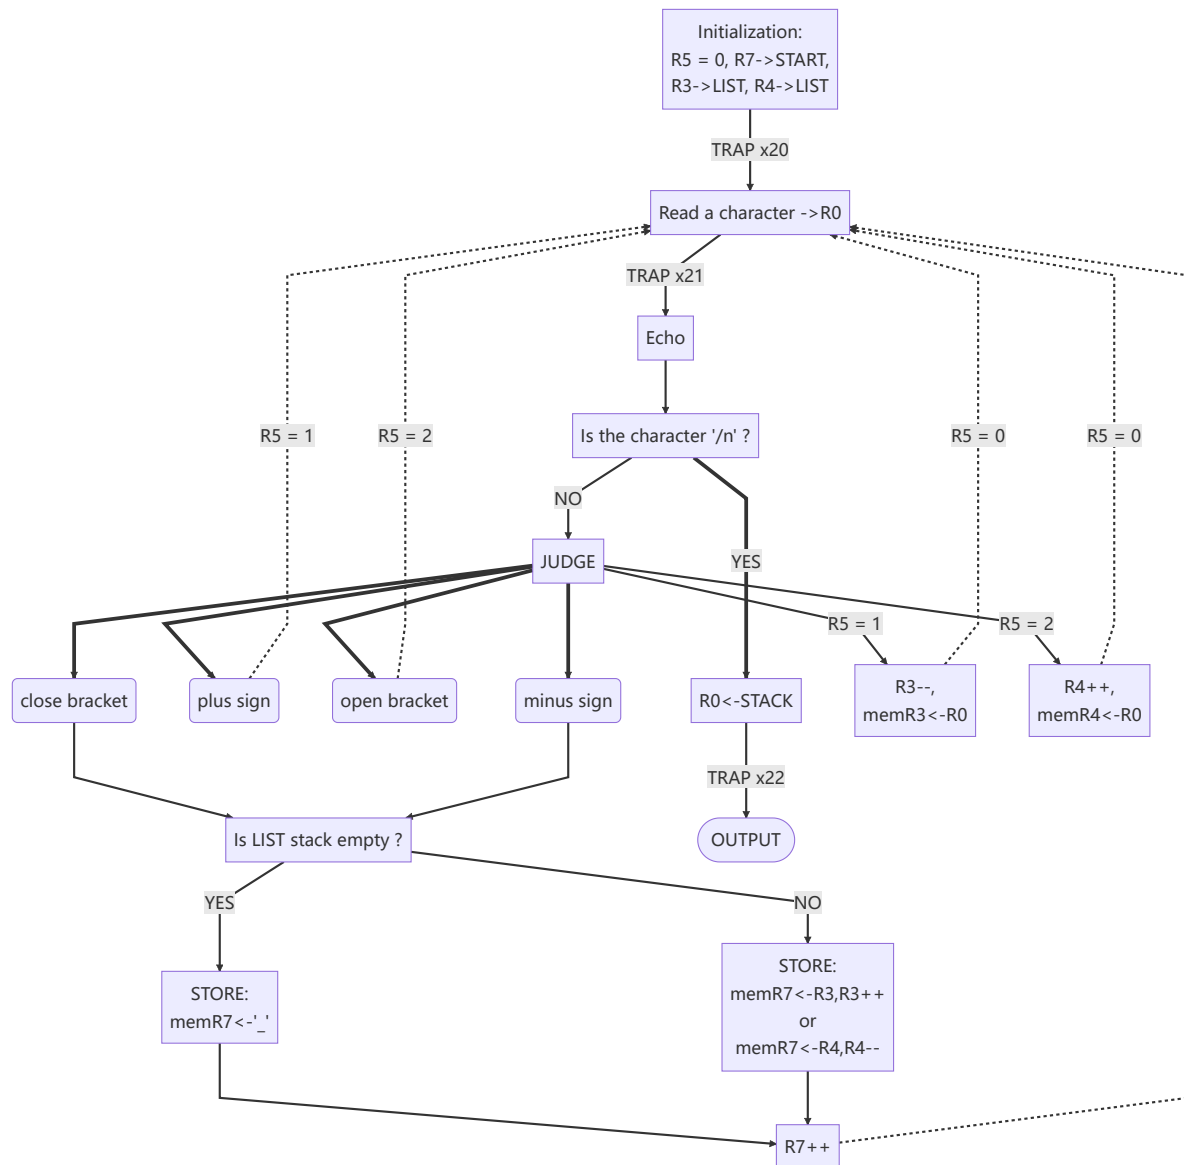 Initialization:
R5 = 0, R7->START,
R3->LIST, R4->LIST
TRAP x20
Read a character ->R0
TRAP x21
Echo
R5 = 1
R5 = 2
Is the character '/n' ?
R5 = 0
R5 = 0
NO
JUDGE
YES
R5 = 1
R5 = 2
close bracket
plus sign
open bracket
minus sign
R0<-STACK
R3--,
memR3<-R0
R4++,
memR4<-R0
TRAP x22
Is LIST stack empty ?
OUTPUT
YES
NO
STORE:
memR7<-'_'
STORE:
memR7<-R3,R3++
or
memR7<-R4,R4--
R7++